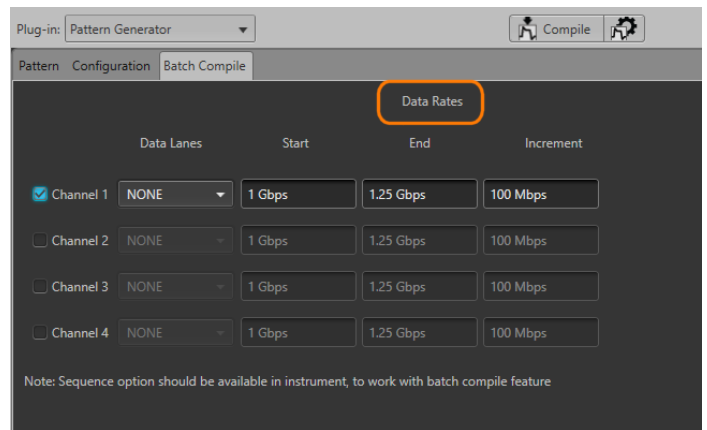 Plug-in: Pattern Generator Compile
Pattern Configuration Batch Compile
Data Rates
Data Lanes Start End Increment
Channel 1 NONE 1 Gbps 1.25 Gbps 100 Mbps
Channel 2 NONE 1 Gbps 1.25 Gbps 100 Mbps
Channel 3 NONE 1 Gbps 1.25 Gbps 100 Mbps
Channel 4 NONE 1 Gbps 1.25 Gbps 100 Mbps
Note: Sequence option should be available in instrument, to work with batch compile feature